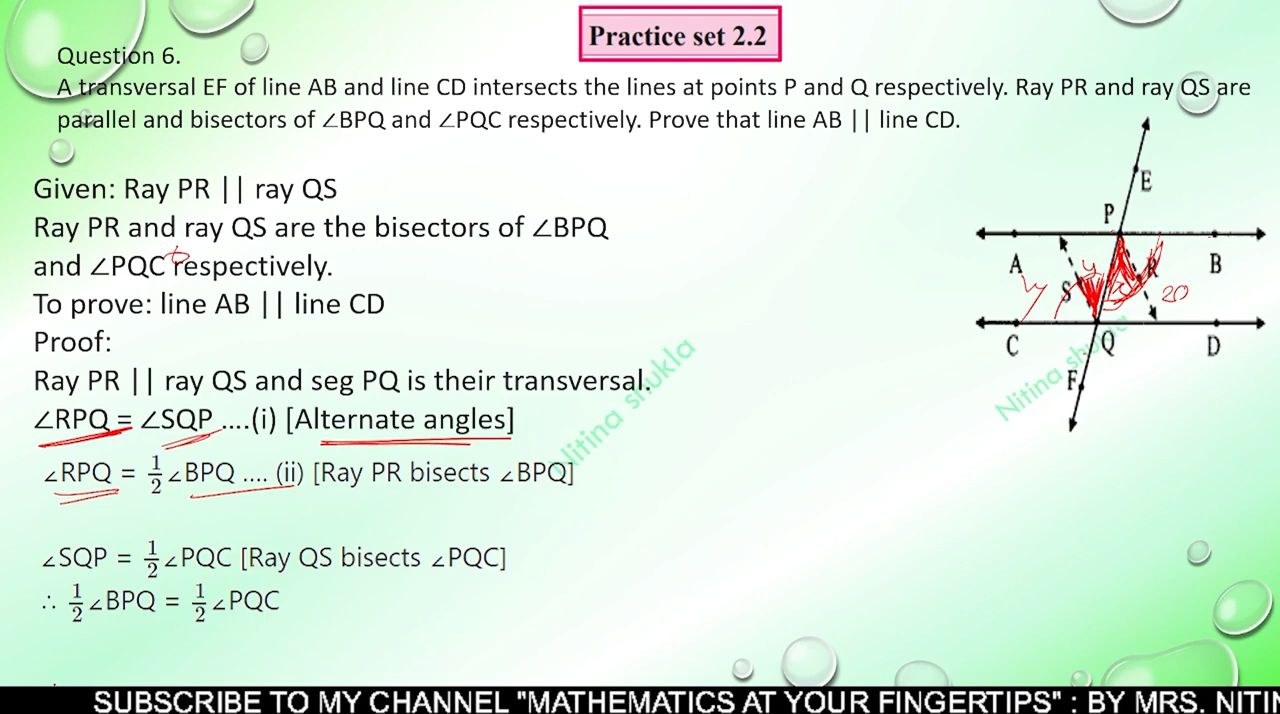 Practice set 2.2
Question 6.
A transversal EF of line AB and line CD intersects the lines at points P and Q respectively. Ray PR and ray QS are
parallel and bisectors of ∠BPQ and ∠PQC respectively. Prove that line AB || line CD.
Given: Ray PR || ray QS
Ray PR and ray QS are the bisectors of ∠BPQ
and ∠PQC respectively.
To prove: line AB || line CD
Proof:
Ray PR || ray QS and seg PQ is their transversal.
∠RPQ = ∠SQP ....(i) [Alternate angles]
∠RPQ = 1/2 ∠BPQ .... (ii) [Ray PR bisects ∠BPQ]
∠SQP = 1/2 ∠PQC [Ray QS bisects ∠PQC]
∴ 1/2 ∠BPQ = 1/2 ∠PQC
E
P
A
B
S
R
y
20
C
Q
D
F
Nitina shukla
Nitina shukla
SUBSCRIBE TO MY CHANNEL "MATHEMATICS AT YOUR FINGERTIPS" : BY MRS. NITIN